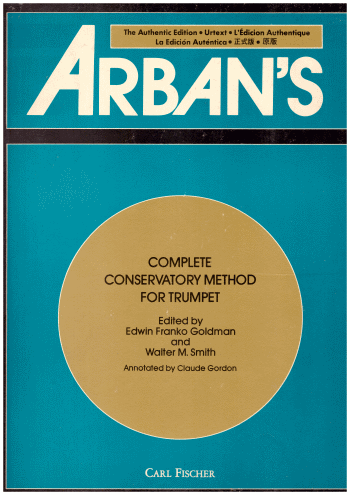 The Authentic Edition • Urtext • L'Édicion Authentique
La Edición Auténtica • 正式版 • 原版
ARBAN'S
COMPLETE
CONSERVATORY METHOD
FOR TRUMPET
Edited by
Edwin Franko Goldman
and
Walter M. Smith
Annotated by Claude Gordon
CARL FISCHER